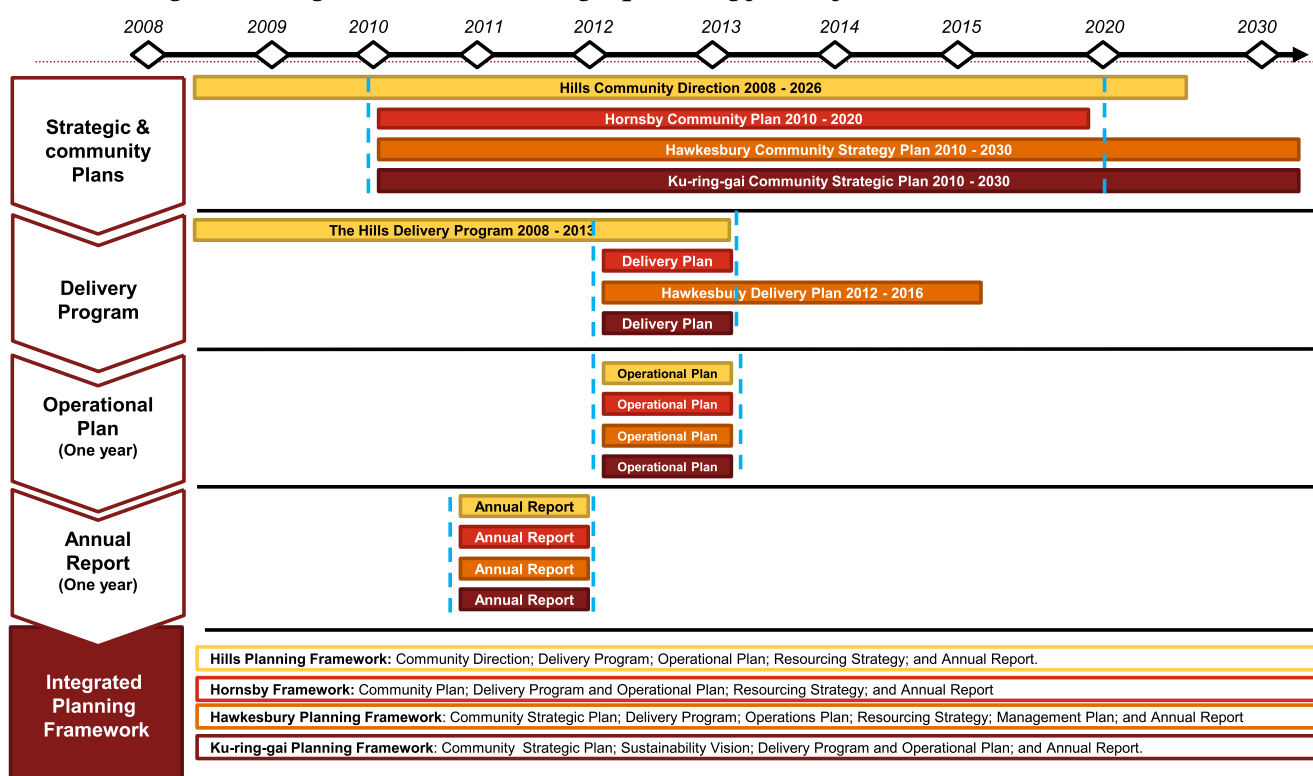 2008 2009 2010 2011 2012 2013 2014 2015 2020 2030
Strategic &
community
Plans
Hills Community Direction 2008 - 2026
Hornsby Community Plan 2010 - 2020
Hawkesbury Community Strategy Plan 2010 - 2030
Ku-ring-gai Community Strategic Plan 2010 - 2030
Delivery
Program
The Hills Delivery Program 2008 - 2013
Delivery Plan
Hawkesbury Delivery Plan 2012 - 2016
Delivery Plan
Operational
Plan
(One year)
Operational Plan
Operational Plan
Operational Plan
Operational Plan
Annual
Report
(One year)
Annual Report
Annual Report
Annual Report
Annual Report
Integrated
Planning
Framework
Hills Planning Framework: Community Direction; Delivery Program; Operational Plan; Resourcing Strategy; and Annual Report.
Hornsby Framework: Community Plan; Delivery Program and Operational Plan; Resourcing Strategy; and Annual Report
Hawkesbury Planning Framework: Community Strategic Plan; Delivery Program; Operations Plan; Resourcing Strategy; Management Plan; and Annual Report
Ku-ring-gai Planning Framework: Community Strategic Plan; Sustainability Vision; Delivery Program and Operational Plan; and Annual Report.